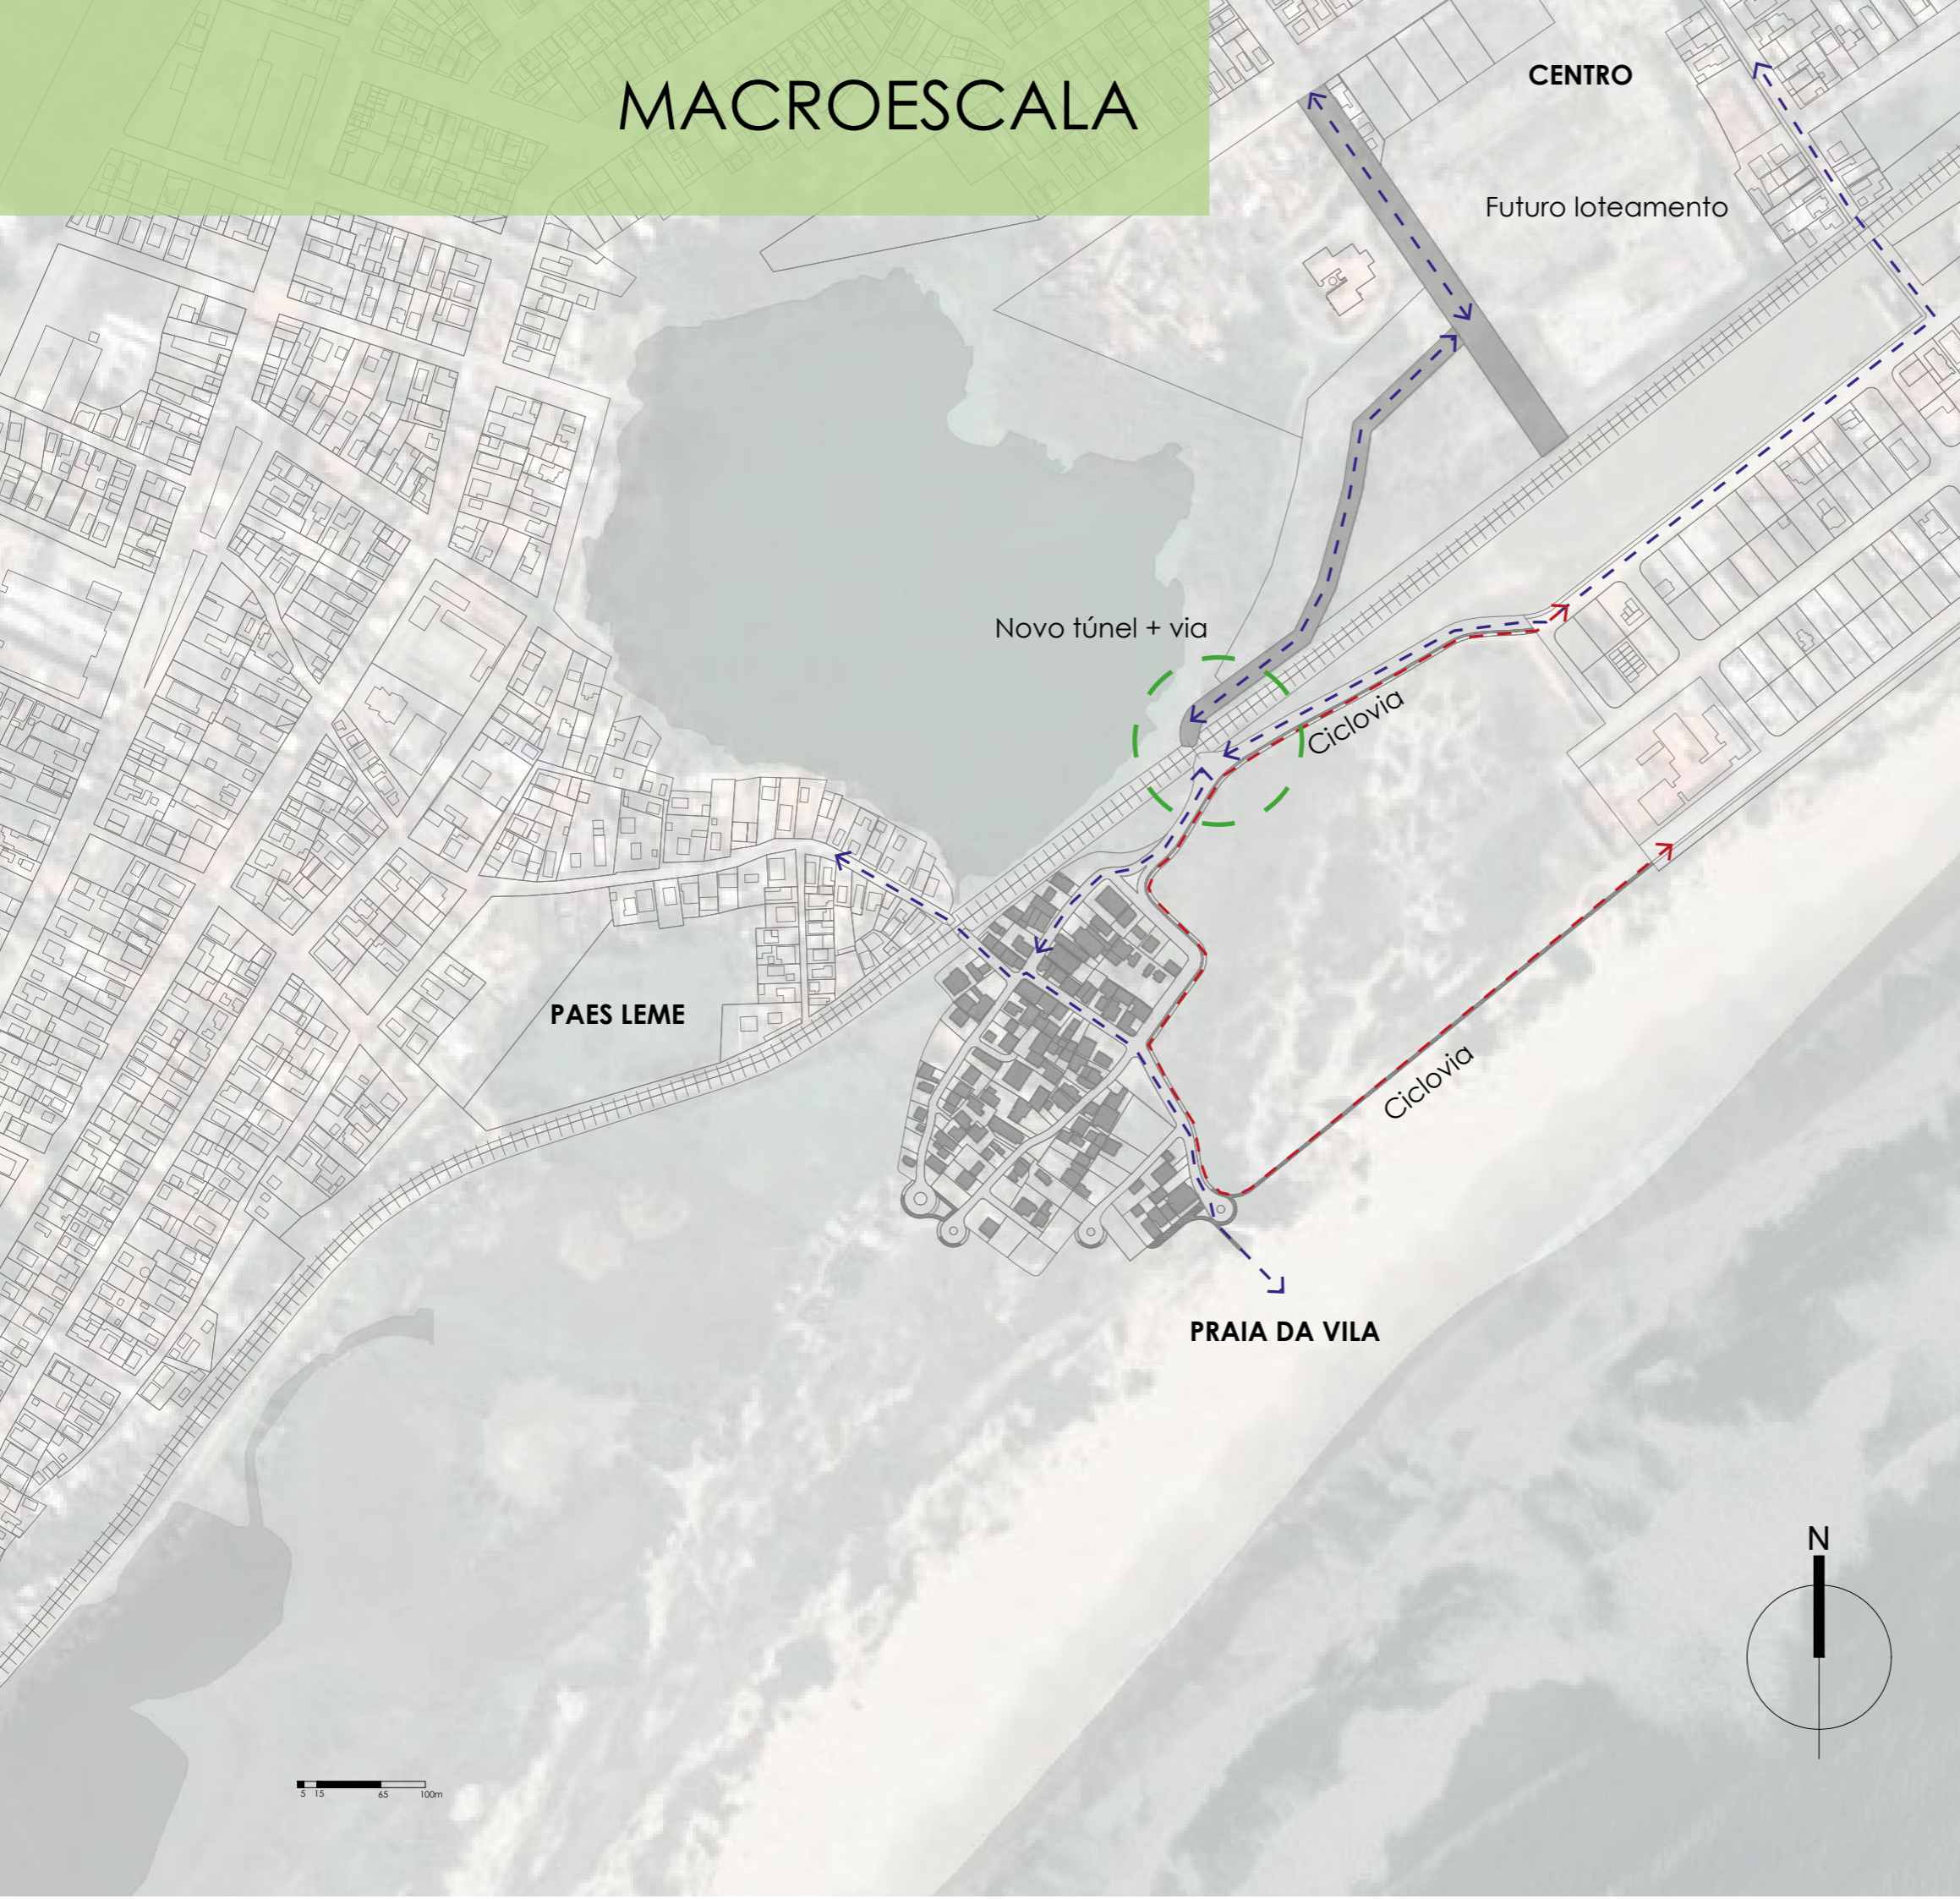 MACROESCALA
CENTRO
Futuro loteamento
Novo túnel + via
Ciclovia
PAES LEME
Ciclovia
PRAIA DA VILA
N
5 15 65 100m